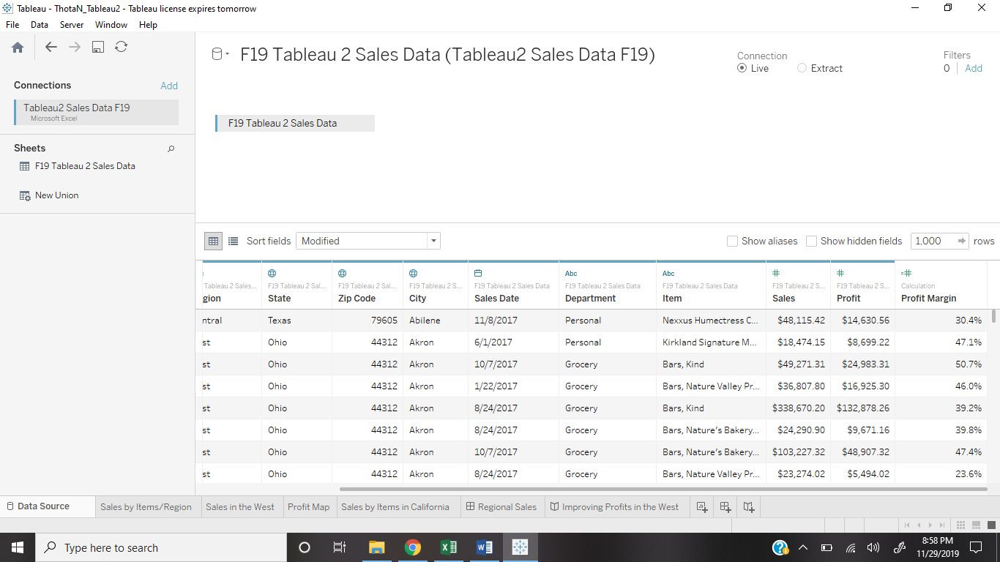 Tableau - ThotaN_Tableau2 - Tableau license expires tomorrow
File Data Server Window Help
Connections Add
Tableau2 Sales Data F19
Microsoft Excel
Sheets
F19 Tableau 2 Sales Data
New Union
F19 Tableau 2 Sales Data (Tableau2 Sales Data F19)
Connection
Live Extract
Filters
0 Add
F19 Tableau 2 Sales Data
Sort fields Modified Show aliases Show hidden fields 1,000 rows
Abc Abc
Tableau 2 Sales... F19 Tableau 2 Sal... F19 Tableau 2 Sal... F19 Tableau 2 S... F19 Tableau 2 Sales Data F19 Tableau 2 Sales Data F19 Tableau 2 Sales Data F19 Tableau 2 S... F19 Tableau 2 S... Calculation
gion State Zip Code City Sales Date Department Item Sales Profit Profit Margin
ntral Texas 79605 Abilene 11/8/2017 Personal Nexxus Humectress C... $48,115.42 $14,630.56 30.4%
st Ohio 44312 Akron 6/1/2017 Personal Kirkland Signature M... $18,474.15 $8,699.22 47.1%
st Ohio 44312 Akron 10/7/2017 Grocery Bars, Kind $49,271.31 $24,983.31 50.7%
st Ohio 44312 Akron 1/22/2017 Grocery Bars, Nature Valley Pr... $36,807.80 $16,925.30 46.0%
st Ohio 44312 Akron 8/24/2017 Grocery Bars, Kind $338,670.20 $132,878.26 39.2%
st Ohio 44312 Akron 8/24/2017 Grocery Bars, Nature's Bakery... $24,290.90 $9,671.16 39.8%
st Ohio 44312 Akron 10/7/2017 Grocery Bars, Nature's Bakery... $103,227.32 $48,907.32 47.4%
st Ohio 44312 Akron 8/24/2017 Grocery Bars, Nature Valley Pr... $23,274.02 $5,494.02 23.6%
Data Source Sales by Items/Region Sales in the West Profit Map Sales by Items in California Regional Sales Improving Profits in the West
Type here to search
8:58 PM
11/29/2019